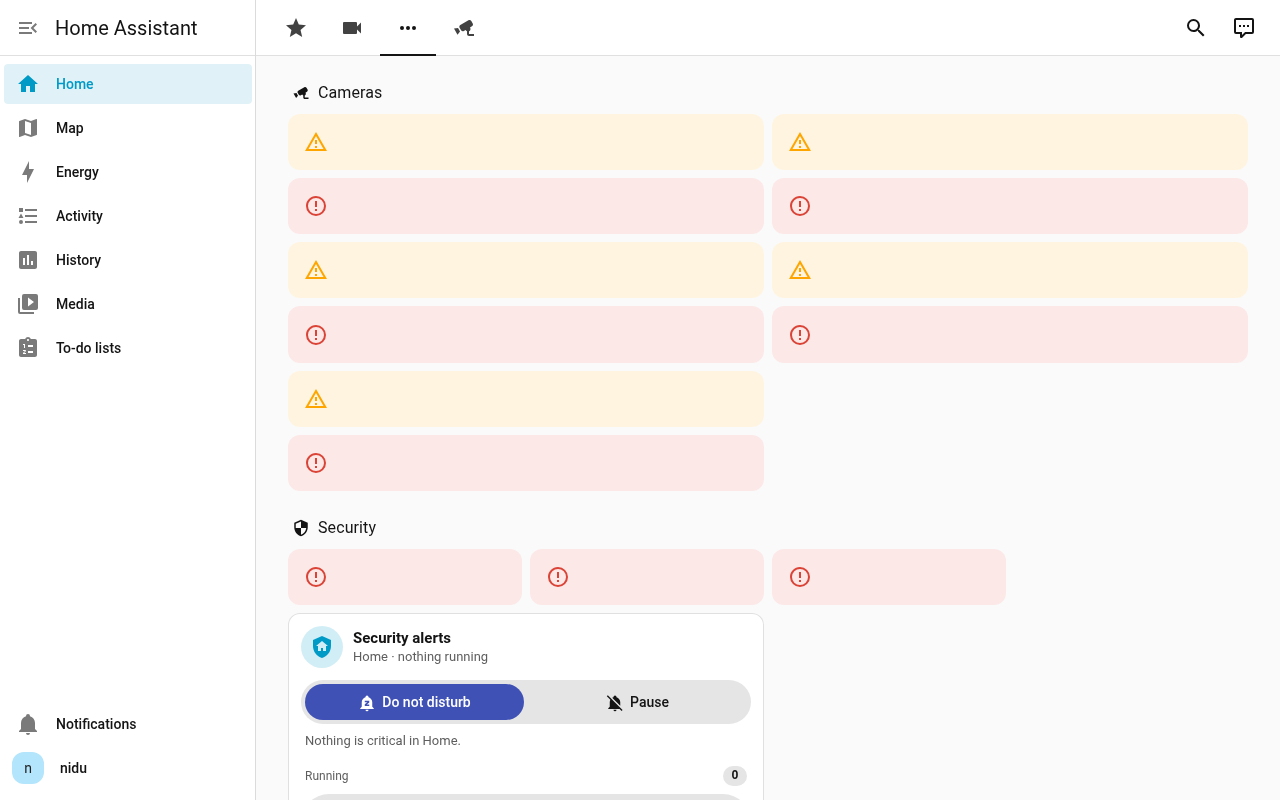 Home Assistant
Home
Map
Energy
Activity
History
Media
To-do lists
Notifications
n
nidu
Cameras
Security
Security alerts
Home · nothing running
Do not disturb
Pause
Nothing is critical in Home.
Running
0